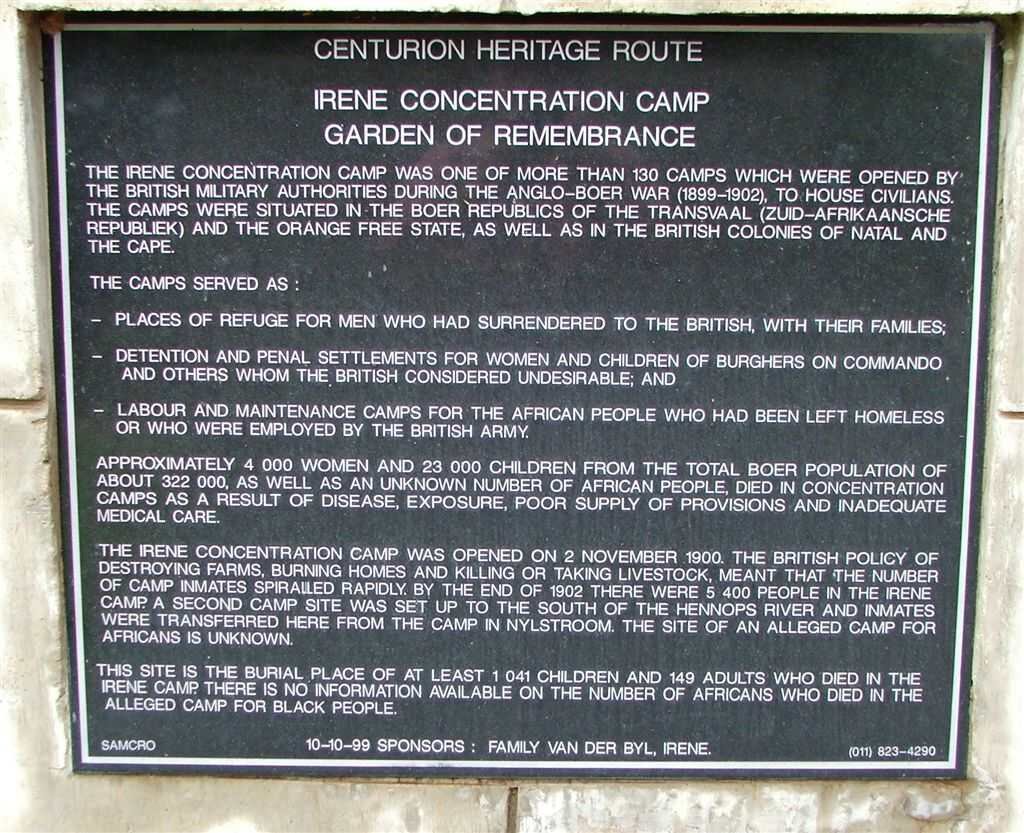 CENTURION HERITAGE ROUTE
IRENE CONCENTRATION CAMP
GARDEN OF REMEMBRANCE
THE IRENE CONCENTRATION CAMP WAS ONE OF MORE THAN 130 CAMPS WHICH WERE OPENED BY
THE BRITISH MILITARY AUTHORITIES DURING THE ANGLO-BOER WAR (1899-1902), TO HOUSE CIVILIANS.
THE CAMPS WERE SITUATED IN THE BOER REPUBLICS OF THE TRANSVAAL (ZUID-AFRIKAANSCHE
REPUBLIEK) AND THE ORANGE FREE STATE, AS WELL AS IN THE BRITISH COLONIES OF NATAL AND
THE CAPE.
THE CAMPS SERVED AS :
- PLACES OF REFUGE FOR MEN WHO HAD SURRENDERED TO THE BRITISH, WITH THEIR FAMILIES;
- DETENTION AND PENAL SETTLEMENTS FOR WOMEN AND CHILDREN OF BURGHERS ON COMMANDO
AND OTHERS WHOM THE BRITISH CONSIDERED UNDESIRABLE; AND
- LABOUR AND MAINTENANCE CAMPS FOR THE AFRICAN PEOPLE WHO HAD BEEN LEFT HOMELESS
OR WHO WERE EMPLOYED BY THE BRITISH ARMY.
APPROXIMATELY 4 000 WOMEN AND 23 000 CHILDREN FROM THE TOTAL BOER POPULATION OF
ABOUT 322 000, AS WELL AS AN UNKNOWN NUMBER OF AFRICAN PEOPLE, DIED IN CONCENTRATION
CAMPS AS A RESULT OF DISEASE, EXPOSURE, POOR SUPPLY OF PROVISIONS AND INADEQUATE
MEDICAL CARE.
THE IRENE CONCENTRATION CAMP WAS OPENED ON 2 NOVEMBER 1900. THE BRITISH POLICY OF
DESTROYING FARMS, BURNING HOMES AND KILLING OR TAKING LIVESTOCK, MEANT THAT THE NUMBER
OF CAMP INMATES SPIRALLED RAPIDLY. BY THE END OF 1902 THERE WERE 5 400 PEOPLE IN THE IRENE
CAMP. A SECOND CAMP SITE WAS SET UP TO THE SOUTH OF THE HENNOPS RIVER AND INMATES
WERE TRANSFERRED HERE FROM THE CAMP IN NYLSTROOM. THE SITE OF AN ALLEGED CAMP FOR
AFRICANS IS UNKNOWN.
THIS SITE IS THE BURIAL PLACE OF AT LEAST 1 041 CHILDREN AND 149 ADULTS WHO DIED IN THE
IRENE CAMP. THERE IS NO INFORMATION AVAILABLE ON THE NUMBER OF AFRICANS WHO DIED IN THE
ALLEGED CAMP FOR BLACK PEOPLE.
SAMCRO 10-10-99 SPONSORS : FAMILY VAN DER BYL, IRENE. (011) 823-4290